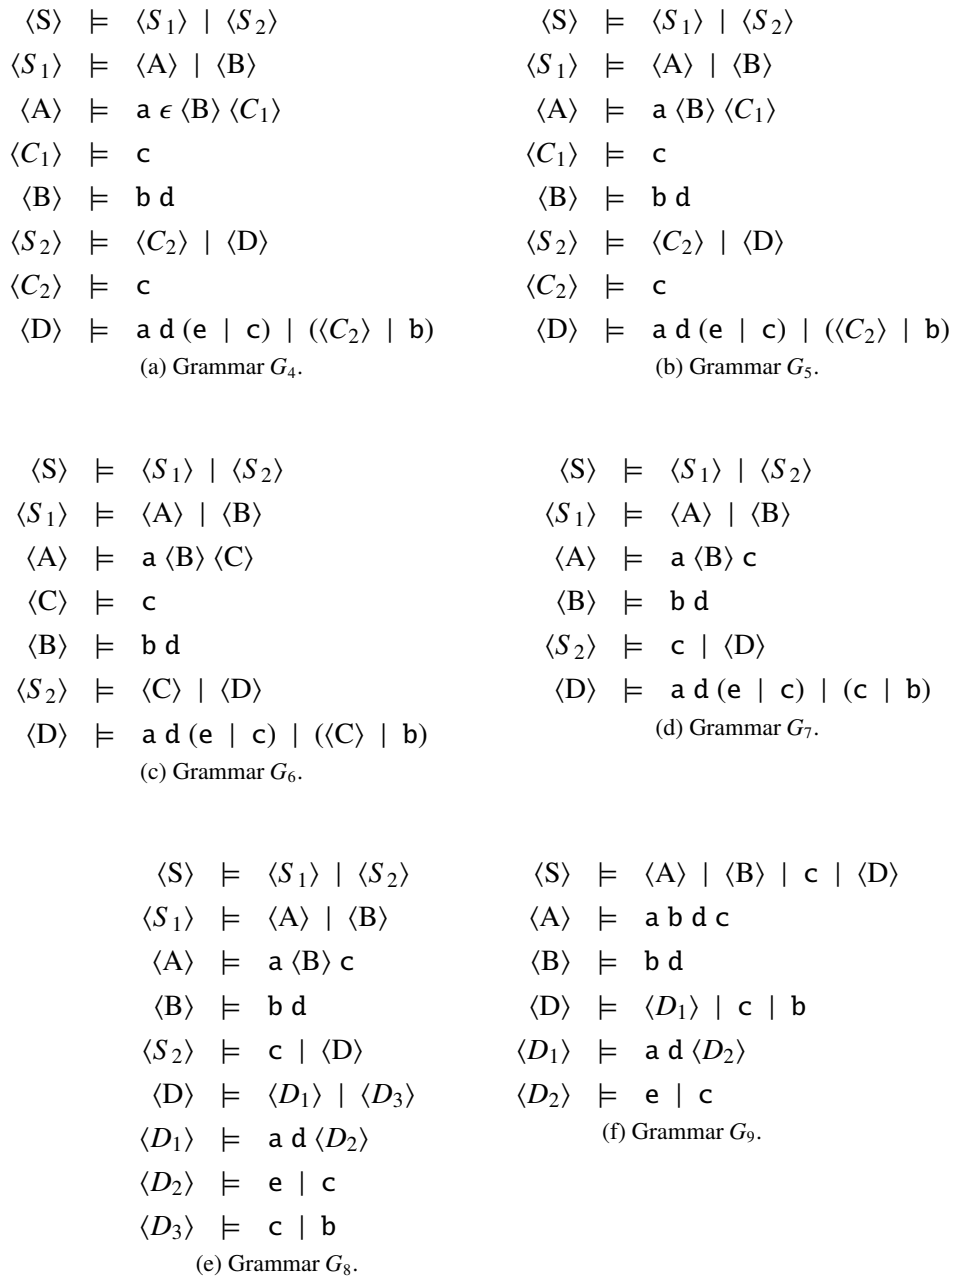 ⟨S⟩ ⊨ ⟨S₁⟩ | ⟨S₂⟩
⟨S₁⟩ ⊨ ⟨A⟩ | ⟨B⟩
⟨A⟩ ⊨ a ϵ ⟨B⟩ ⟨C₁⟩
⟨C₁⟩ ⊨ c
⟨B⟩ ⊨ b d
⟨S₂⟩ ⊨ ⟨C₂⟩ | ⟨D⟩
⟨C₂⟩ ⊨ c
⟨D⟩ ⊨ a d (e | c) | (⟨C₂⟩ | b)
(a) Grammar G₄.
⟨S⟩ ⊨ ⟨S₁⟩ | ⟨S₂⟩
⟨S₁⟩ ⊨ ⟨A⟩ | ⟨B⟩
⟨A⟩ ⊨ a ⟨B⟩ ⟨C₁⟩
⟨C₁⟩ ⊨ c
⟨B⟩ ⊨ b d
⟨S₂⟩ ⊨ ⟨C₂⟩ | ⟨D⟩
⟨C₂⟩ ⊨ c
⟨D⟩ ⊨ a d (e | c) | (⟨C₂⟩ | b)
(b) Grammar G₅.
⟨S⟩ ⊨ ⟨S₁⟩ | ⟨S₂⟩
⟨S₁⟩ ⊨ ⟨A⟩ | ⟨B⟩
⟨A⟩ ⊨ a ⟨B⟩ ⟨C⟩
⟨C⟩ ⊨ c
⟨B⟩ ⊨ b d
⟨S₂⟩ ⊨ ⟨C⟩ | ⟨D⟩
⟨D⟩ ⊨ a d (e | c) | (⟨C⟩ | b)
(c) Grammar G₆.
⟨S⟩ ⊨ ⟨S₁⟩ | ⟨S₂⟩
⟨S₁⟩ ⊨ ⟨A⟩ | ⟨B⟩
⟨A⟩ ⊨ a ⟨B⟩ c
⟨B⟩ ⊨ b d
⟨S₂⟩ ⊨ c | ⟨D⟩
⟨D⟩ ⊨ a d (e | c) | (c | b)
(d) Grammar G₇.
⟨S⟩ ⊨ ⟨S₁⟩ | ⟨S₂⟩
⟨S₁⟩ ⊨ ⟨A⟩ | ⟨B⟩
⟨A⟩ ⊨ a ⟨B⟩ c
⟨B⟩ ⊨ b d
⟨S₂⟩ ⊨ c | ⟨D⟩
⟨D⟩ ⊨ ⟨D₁⟩ | ⟨D₃⟩
⟨D₁⟩ ⊨ a d ⟨D₂⟩
⟨D₂⟩ ⊨ e | c
⟨D₃⟩ ⊨ c | b
(e) Grammar G₈.
⟨S⟩ ⊨ ⟨A⟩ | ⟨B⟩ | c | ⟨D⟩
⟨A⟩ ⊨ a b d c
⟨B⟩ ⊨ b d
⟨D⟩ ⊨ ⟨D₁⟩ | c | b
⟨D₁⟩ ⊨ a d ⟨D₂⟩
⟨D₂⟩ ⊨ e | c
(f) Grammar G₉.